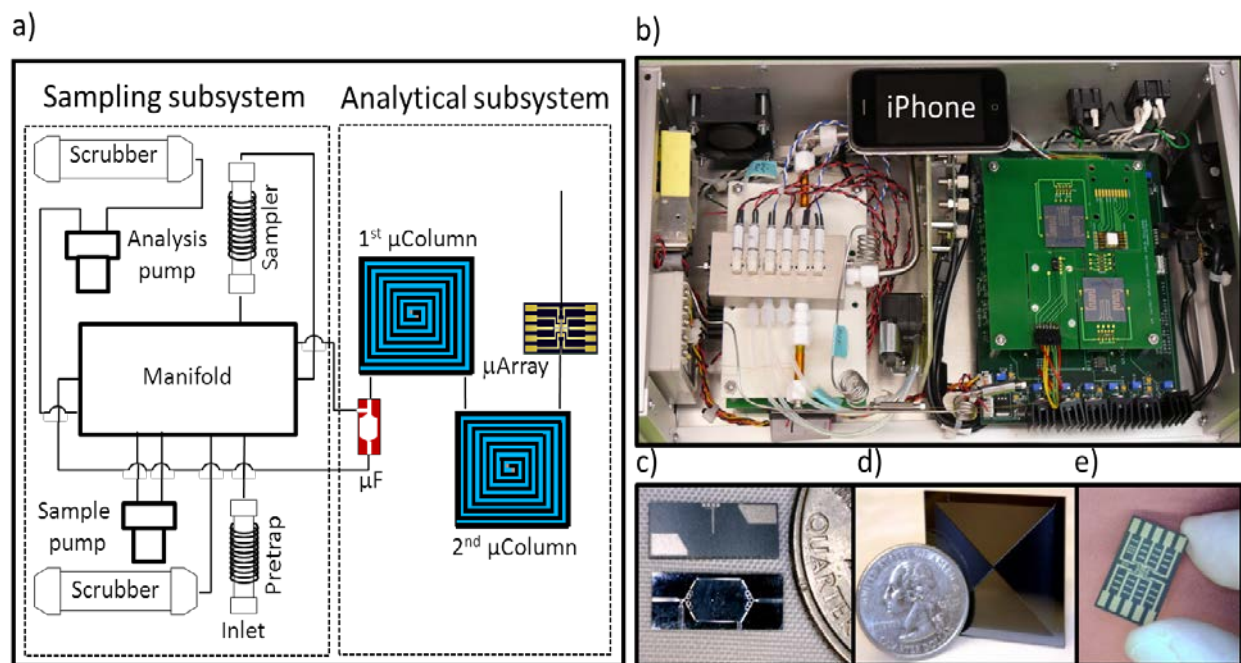 a)
Sampling subsystem
Analytical subsystem
Scrubber
Sampler
Analysis
pump
1st μColumn
μArray
Manifold
μF
Sample
pump
Pretrap
2nd μColumn
Scrubber
Inlet
b)
iPhone
c)
QUARTE
d)
e)